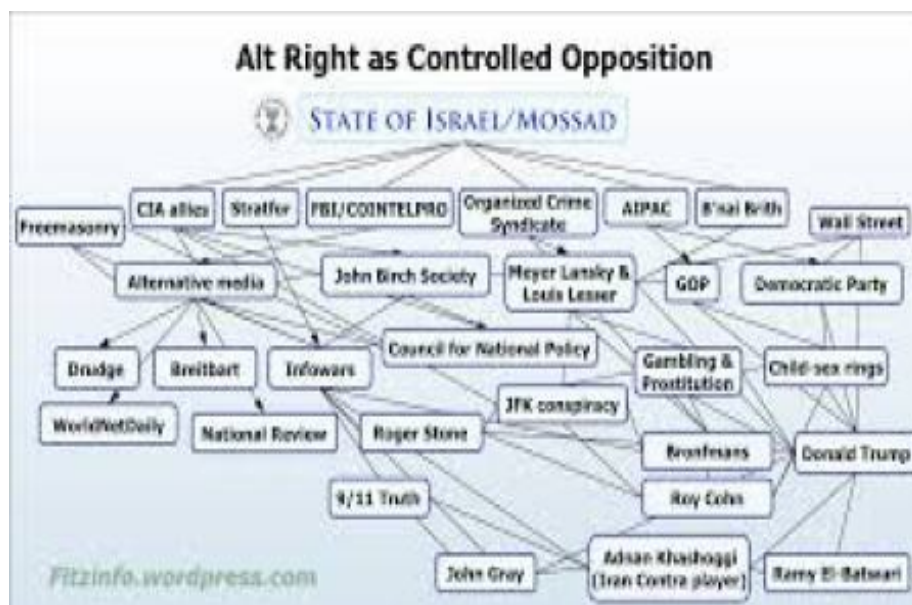 Alt Right as Controlled Opposition
STATE OF ISRAEL/MOSSAD
Freemasonry
CIA allies
Stratfor
FBI/COINTELPRO
Organized Crime
Syndicate
AIPAC
B'nai Brith
Wall Street
Alternative media
John Birch Society
Meyer Lansky &
Louis Lesser
GOP
Democratic Party
Drudge
Breitbart
Infowars
Council for National Policy
Gambling &
Prostitution
Child-sex rings
WorldNetDaily
National Review
Roger Stone
JFK conspiracy
Bronfmans
Donald Trump
9/11 Truth
Roy Cohn
John Gray
Adnan Khashoggi
(Iran Contra player)
Ramy El-Batrawi
Fitzinfo.wordpress.com